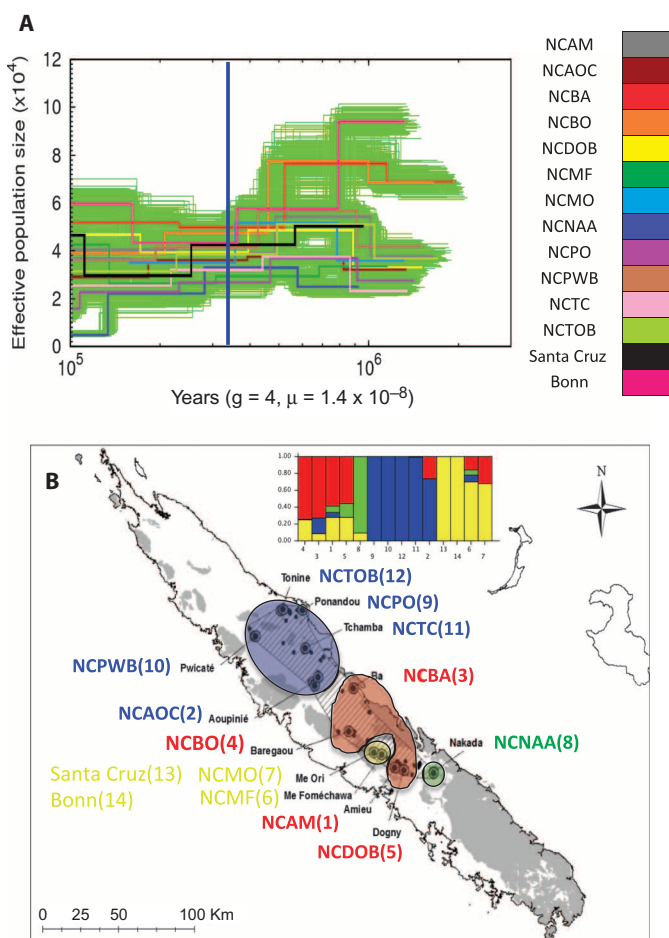 A
Effective population size (x10⁴)
12
10
8
6
4
2
0
10⁵
10⁶
Years (g = 4, μ = 1.4 x 10⁻⁸)
NCAM
NCAOC
NCBA
NCBO
NCDOB
NCMF
NCMO
NCNAA
NCPO
NCPWB
NCTC
NCTOB
Santa Cruz
Bonn
B
1.00
0.80
0.60
0.40
0.20
0.00
4 3 1 5 8 9 10 12 11 2 13 14 6 7
N
Tonine
NCTOB(12)
Ponandou
NCPO(9)
Tchamba
NCTC(11)
NCPWB(10)
Pwicaté
Ba
NCBA(3)
NCAOC(2)
Aoupinié
NCBO(4)
Baregaou
Nakada
NCNAA(8)
Santa Cruz(13)
NCMO(7)
Me Ori
Bonn(14)
NCMF(6)
Me Foméchawa
NCAM(1)
Amieu
Dogny
NCDOB(5)
0 25 50 100 Km